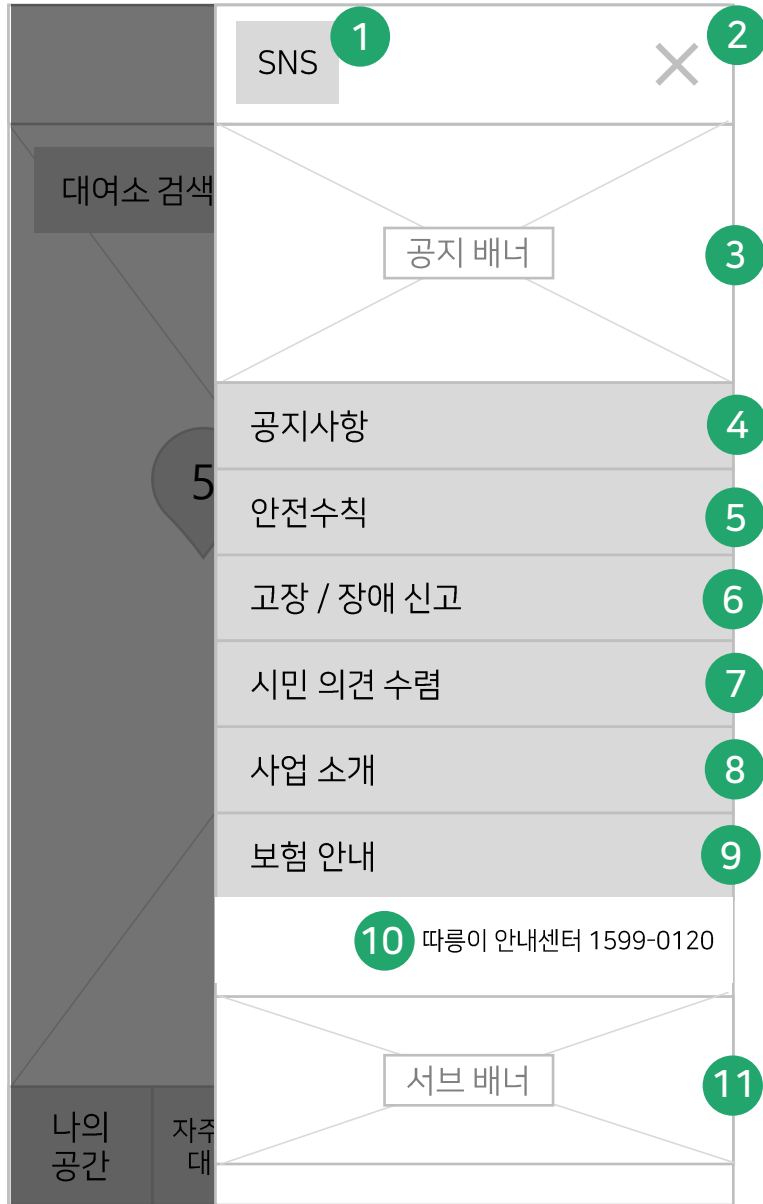 SNS
1
2
대여소 검색
공지 배너
3
공지사항
4
5
안전수칙
5
고장 / 장애 신고
6
시민 의견 수렴
7
사업 소개
8
보험 안내
9
10
따릉이 안내센터 1599-0120
서브 배너
11
나의
공간
자주
대